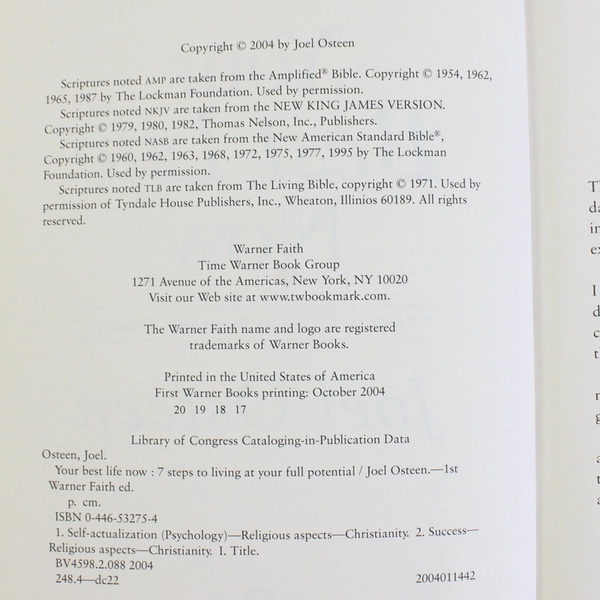 Copyright © 2004 by Joel Osteen
Scriptures noted AMP are taken from the Amplified® Bible. Copyright © 1954, 1962,
1965, 1987 by The Lockman Foundation. Used by permission.
Scriptures noted NKJV are taken from the NEW KING JAMES VERSION.
Copyright © 1979, 1980, 1982, Thomas Nelson, Inc., Publishers.
Scriptures noted NASB are taken from the New American Standard Bible®,
Copyright © 1960, 1962, 1963, 1968, 1972, 1975, 1977, 1995 by The Lockman
Foundation. Used by permission.
Scriptures noted TLB are taken from The Living Bible, copyright © 1971. Used by
permission of Tyndale House Publishers, Inc., Wheaton, Illinios 60189. All rights
reserved.
Warner Faith
Time Warner Book Group
1271 Avenue of the Americas, New York, NY 10020
Visit our Web site at www.twbookmark.com.
The Warner Faith name and logo are registered
trademarks of Warner Books.
Printed in the United States of America
First Warner Books printing: October 2004
20 19 18 17
Library of Congress Cataloging-in-Publication Data
Osteen, Joel.
Your best life now : 7 steps to living at your full potential / Joel Osteen.—1st
Warner Faith ed.
p. cm.
ISBN 0-446-53275-4
1. Self-actualization (Psychology)—Religious aspects—Christianity. 2. Success—
Religious aspects—Christianity. I. Title.
BV4598.2.088 2004
248.4—dc22 2004011442